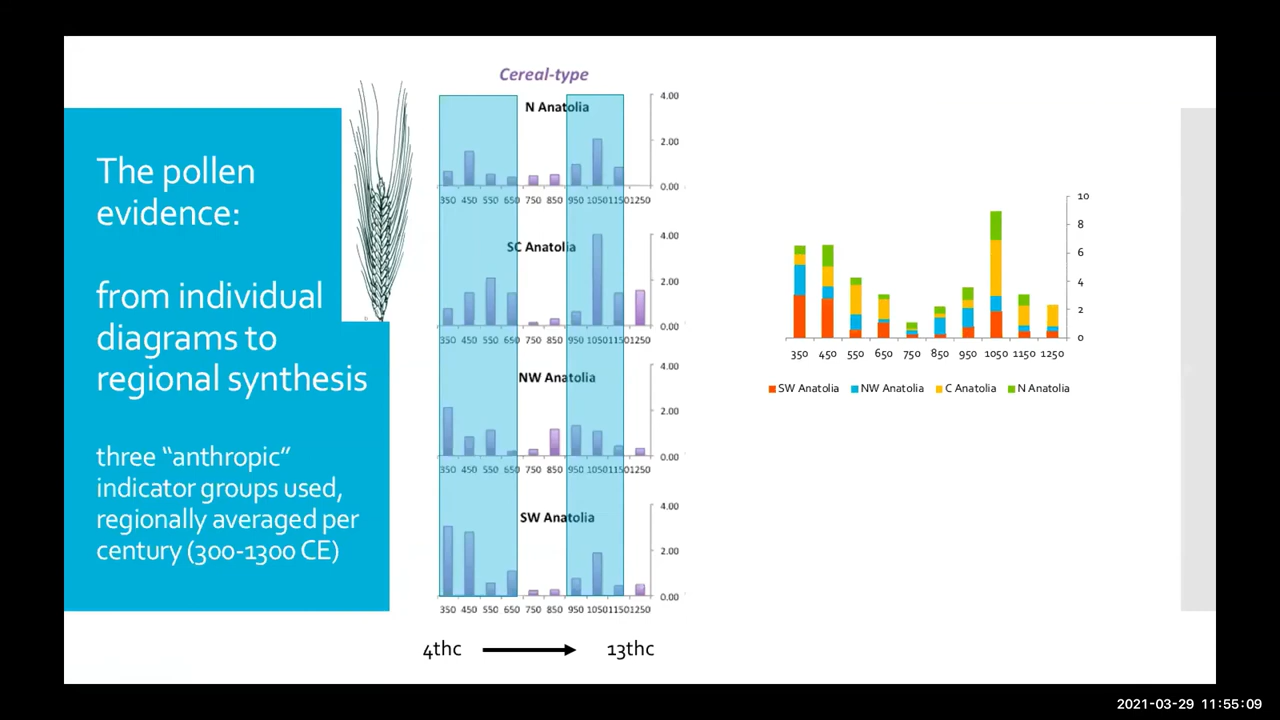 The pollen
evidence:
from individual
diagrams to
regional synthesis
three “anthropic”
indicator groups used,
regionally averaged per
century (300-1300 CE)
Cereal-type
N Anatolia
4.00
2.00
0.00
350 450 550 650 750 850 950 1050 1150 1250
SC Anatolia
4.00
2.00
0.00
350 450 550 650 750 850 950 1050 1150 1250
NW Anatolia
4.00
2.00
0.00
350 450 550 650 750 850 950 1050 1150 1250
SW Anatolia
4.00
2.00
0.00
350 450 550 650 750 850 950 1050 1150 1250
4thc 13thc
10
8
6
4
2
0
350 450 550 650 750 850 950 1050 1150 1250
SW Anatolia NW Anatolia C Anatolia N Anatolia
2021-03-29 11:55:09